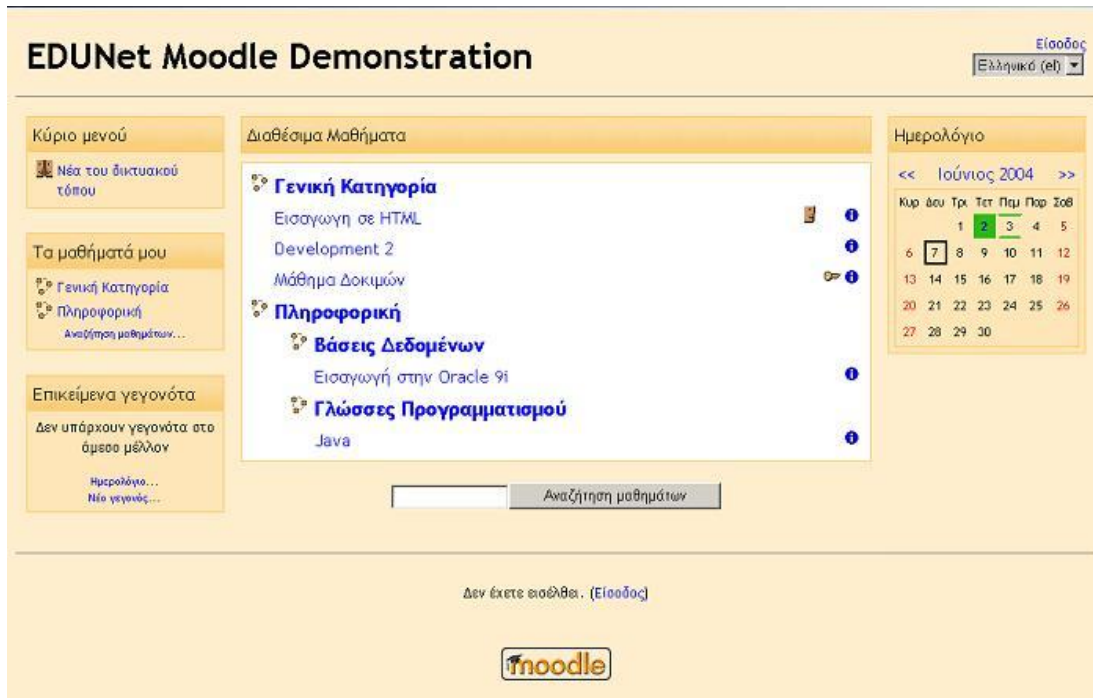 EDUNet Moodle Demonstration
Είσοδος
Ελληνικά (el)
Κύριο μενού
Νέα του δικτυακού
τόπου
Τα μαθήματά μου
Γενική Κατηγορία
Πληροφορική
Αναζήτηση μαθημάτων...
Επικείμενα γεγονότα
Δεν υπάρχουν γεγονότα στο
άμεσο μέλλον
Ημερολόγιο...
Νέο γεγονός...
Διαθέσιμα Μαθήματα
Γενική Κατηγορία
Εισαγωγη σε HTML
Development 2
Μάθημα Δοκιμών
Πληροφορική
Βάσεις Δεδομένων
Εισαγωγή στην Oracle 9i
Γλώσσες Προγραμματισμού
Java
Αναζήτηση μαθημάτων
Ημερολόγιο
<< Ιούνιος 2004 >>
Κυρ Δευ Τρι Τετ Πεμ Παρ Σαβ
1 2 3 4 5
6 7 8 9 10 11 12
13 14 15 16 17 18 19
20 21 22 23 24 25 26
27 28 29 30
Δεν έχετε εισέλθει. (Είσοδος)
moodle